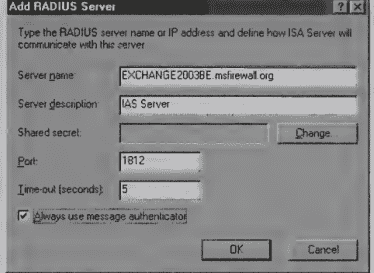 Add RADIUS Server
Type the RADIUS server name or IP address and define how ISA Server will
communicate with this server
Server name: EXCHANGE2003BE.msfirewall.org
Server description: IAS Server
Shared secret: Change...
Port: 1812
Time-out (seconds): 5
Always use message authenticator
OK Cancel